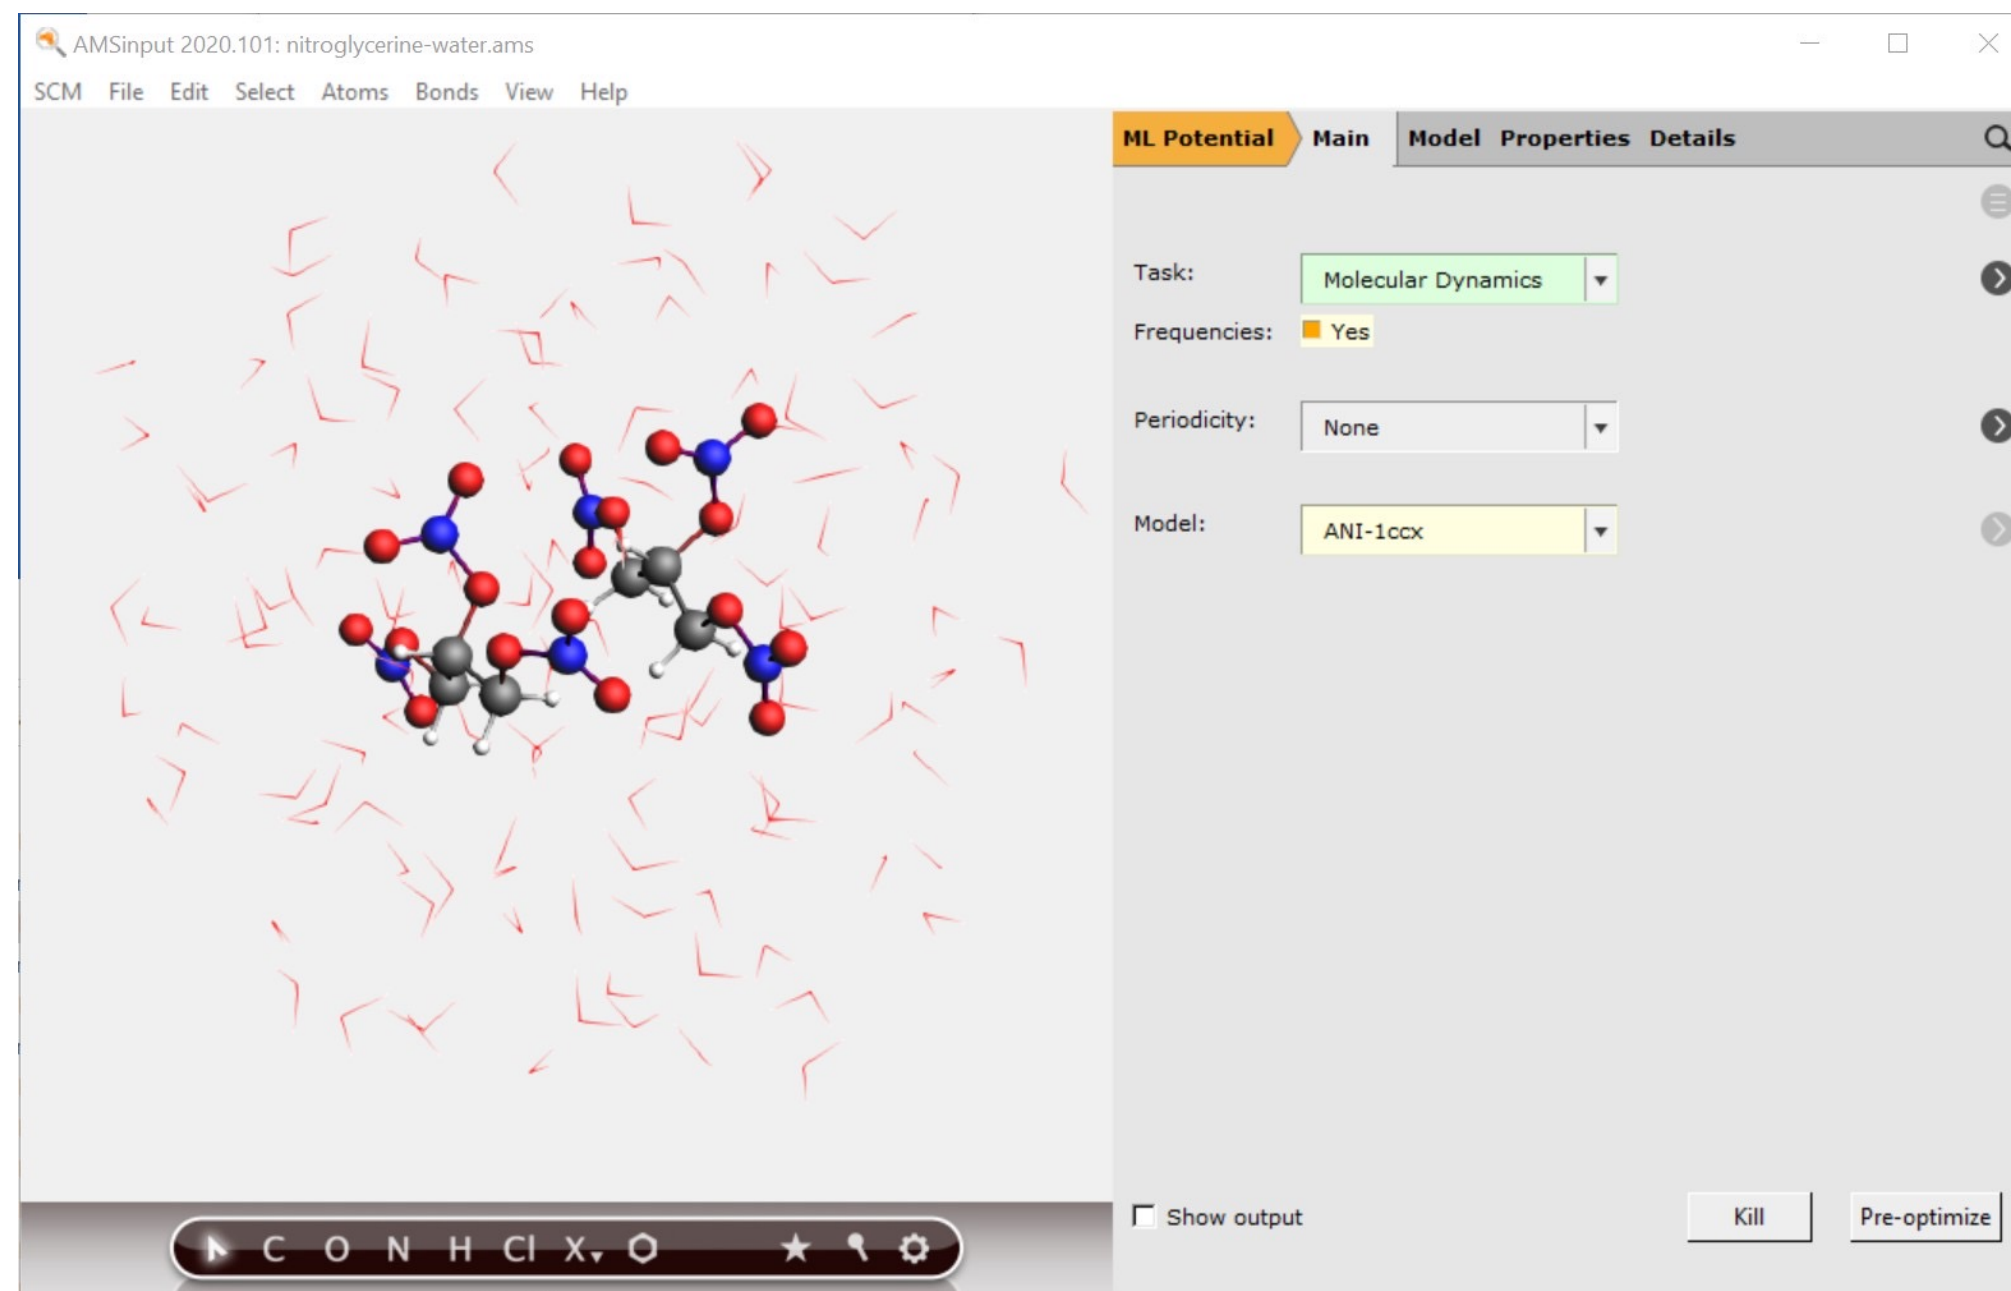 AMSinput 2020.101: nitroglycerine-water.ams
SCM File Edit Select Atoms Bonds View Help
ML Potential Main Model Properties Details
Task: Molecular Dynamics
Frequencies: Yes
Periodicity: None
Model: ANI-1ccx
Show output Kill Pre-optimize
C O N H Cl X